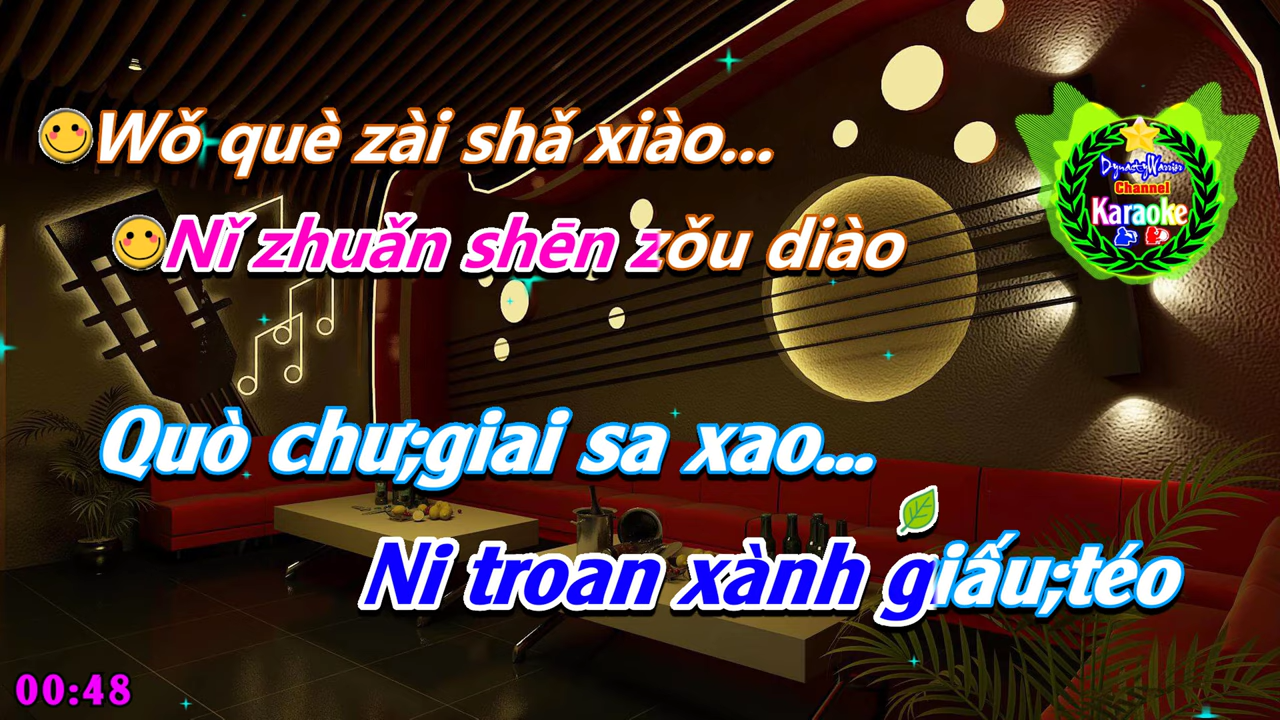 Wǒ què zài shǎ xiào...
Nǐ zhuǎn shēn zǒu diào
Quò chư;giai sa xao...
Ni troan xành giấu;téo
DynastyWarrior
Channel
Karaoke
00:48